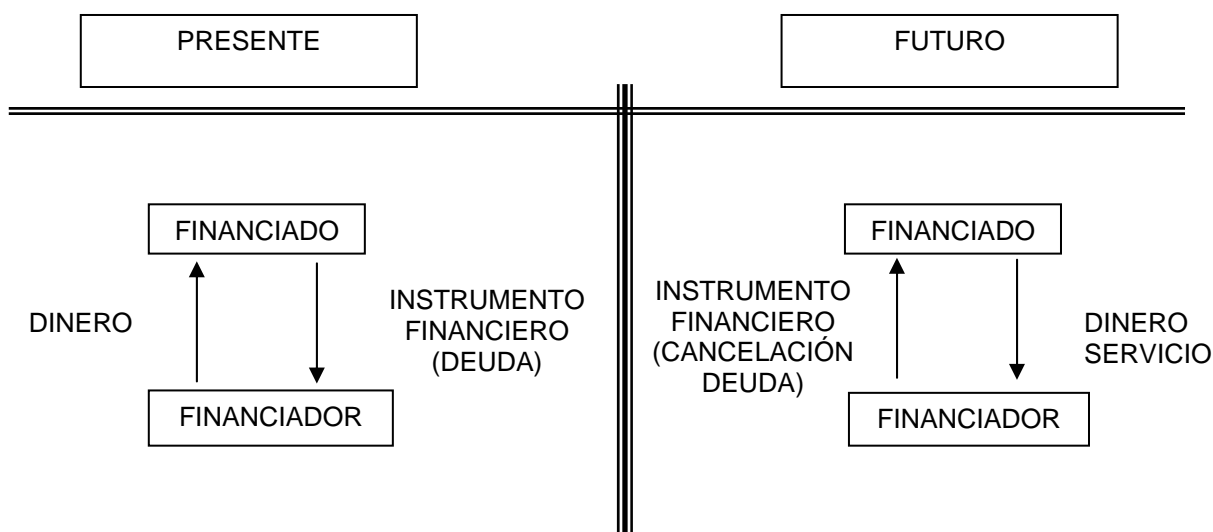 PRESENTE
FUTURO
FINANCIADO
DINERO
INSTRUMENTO
FINANCIERO
(DEUDA)
FINANCIADOR
FINANCIADO
INSTRUMENTO
FINANCIERO
(CANCELACIÓN
DEUDA)
DINERO
SERVICIO
FINANCIADOR